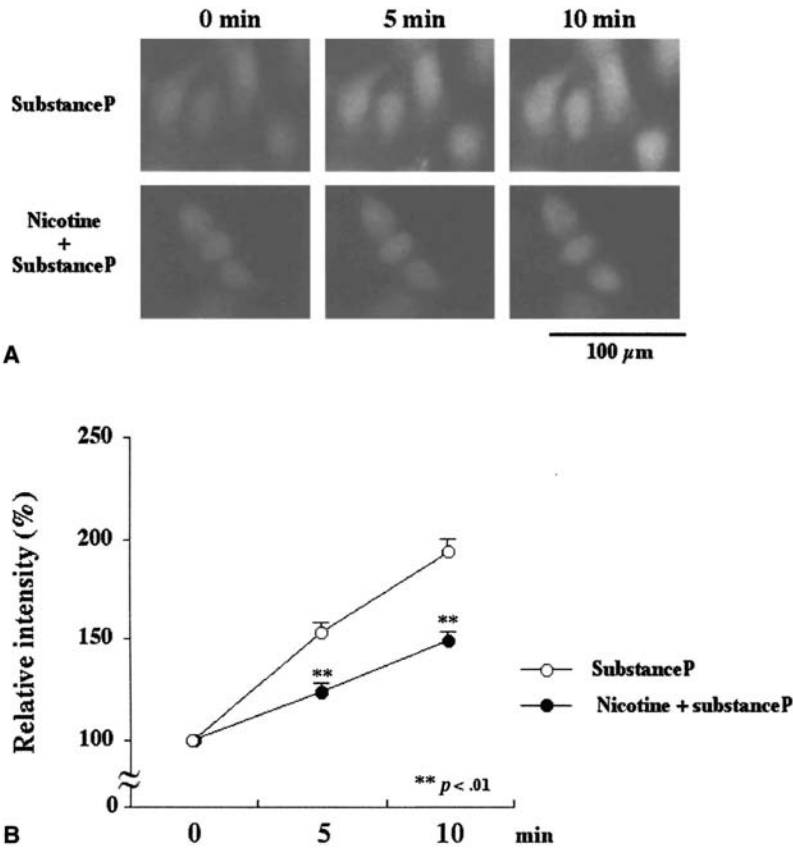 0 min 5 min 10 min
SubstanceP
Nicotine
+
SubstanceP
A
100 µm
250
200
150
100
0
Relative intensity (%)
**
**
SubstanceP
Nicotine + substanceP
** p < .01
0 5 10 min
B